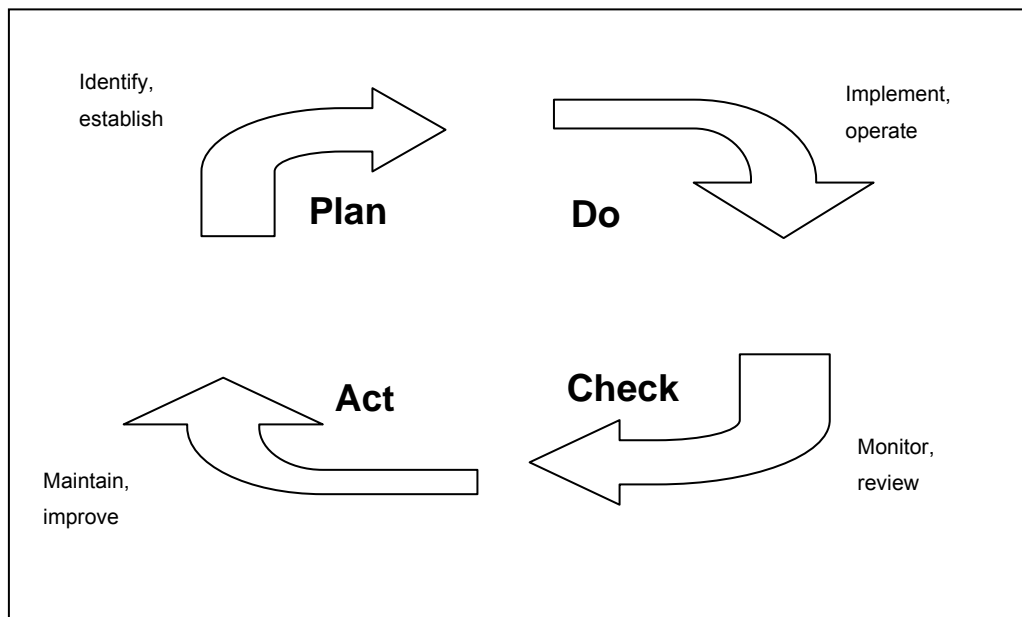 Identify,
establish
Plan
Do
Implement,
operate
Act
Check
Maintain,
improve
Monitor,
review